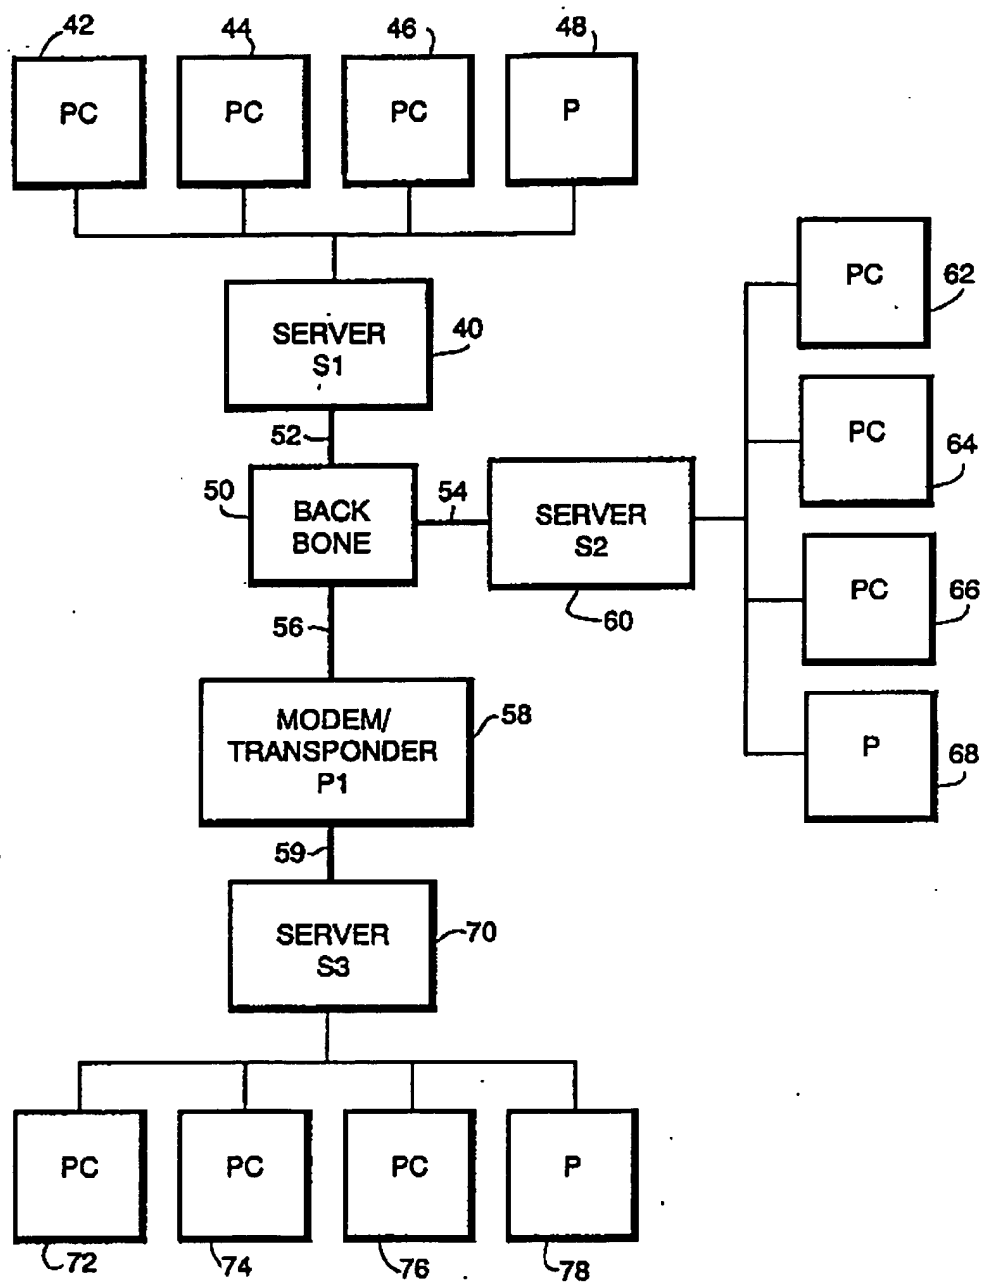 42
44
46
48
PC
PC
PC
P
SERVER
S1
40
PC
62
52
PC
64
50
BACK
BONE
54
SERVER
S2
60
PC
66
56
MODEM/
TRANSPONDER
P1
58
P
68
59
SERVER
S3
70
PC
PC
PC
P
72
74
76
78